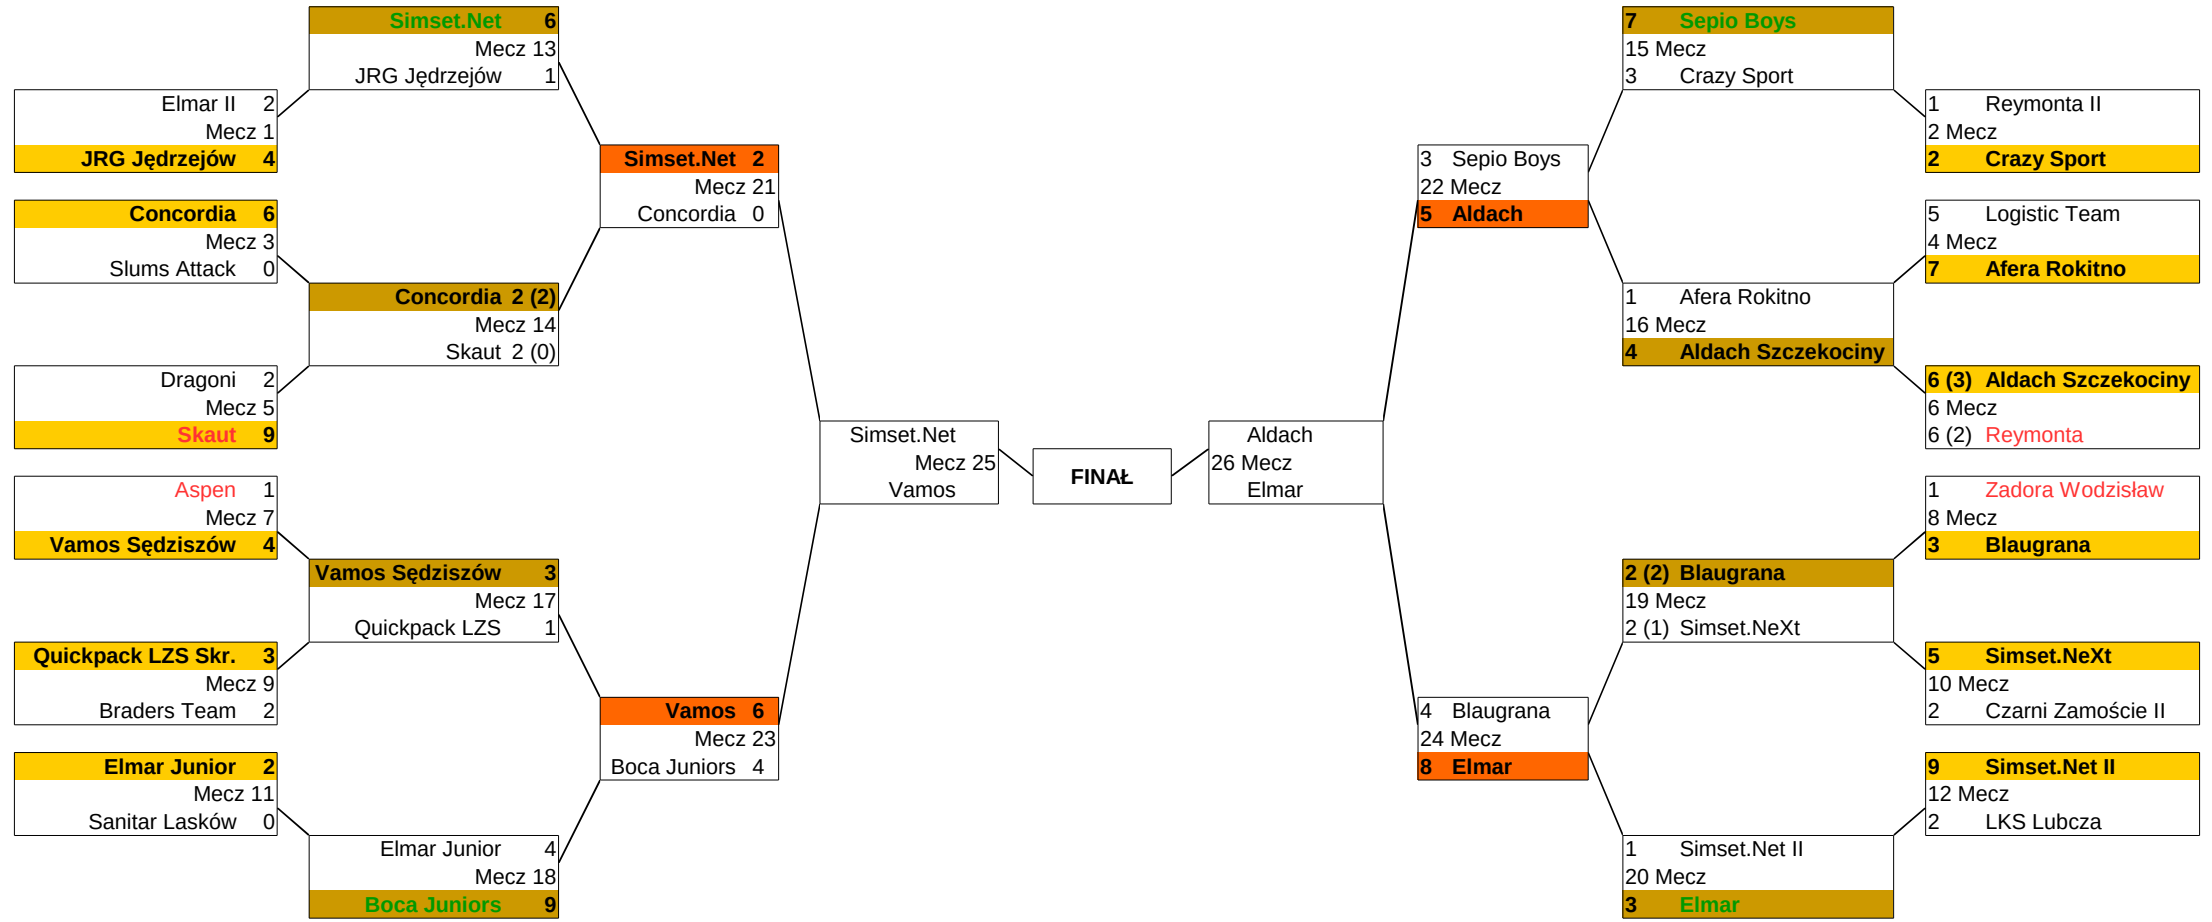 Simset.Net 6
Mecz 13
JRG Jędrzejów 1
Elmar II 2
Mecz 1
JRG Jędrzejów 4
Concordia 6
Mecz 3
Slums Attack 0
Concordia 2 (2)
Mecz 14
Skaut 2 (0)
Dragoni 2
Mecz 5
Skaut 9
Aspen 1
Mecz 7
Vamos Sędziszów 4
Vamos Sędziszów 3
Mecz 17
Quickpack LZS 1
Quickpack LZS Skr. 3
Mecz 9
Braders Team 2
Elmar Junior 2
Mecz 11
Sanitar Lasków 0
Elmar Junior 4
Mecz 18
Boca Juniors 9
Simset.Net 2
Mecz 21
Concordia 0
Vamos 6
Mecz 23
Boca Juniors 4
Simset.Net
Mecz 25
Vamos
FINAŁ
Aldach
26 Mecz
Elmar
3 Sepio Boys
22 Mecz
5 Aldach
4 Blaugrana
24 Mecz
8 Elmar
7 Sepio Boys
15 Mecz
3 Crazy Sport
1 Reymonta II
2 Mecz
2 Crazy Sport
5 Logistic Team
4 Mecz
7 Afera Rokitno
1 Afera Rokitno
16 Mecz
4 Aldach Szczekociny
6 (3) Aldach Szczekociny
6 Mecz
6 (2) Reymonta
1 Zadora Wodzisław
8 Mecz
3 Blaugrana
2 (2) Blaugrana
19 Mecz
2 (1) Simset.NeXt
5 Simset.NeXt
10 Mecz
2 Czarni Zamoście II
9 Simset.Net II
12 Mecz
2 LKS Lubcza
1 Simset.Net II
20 Mecz
3 Elmar